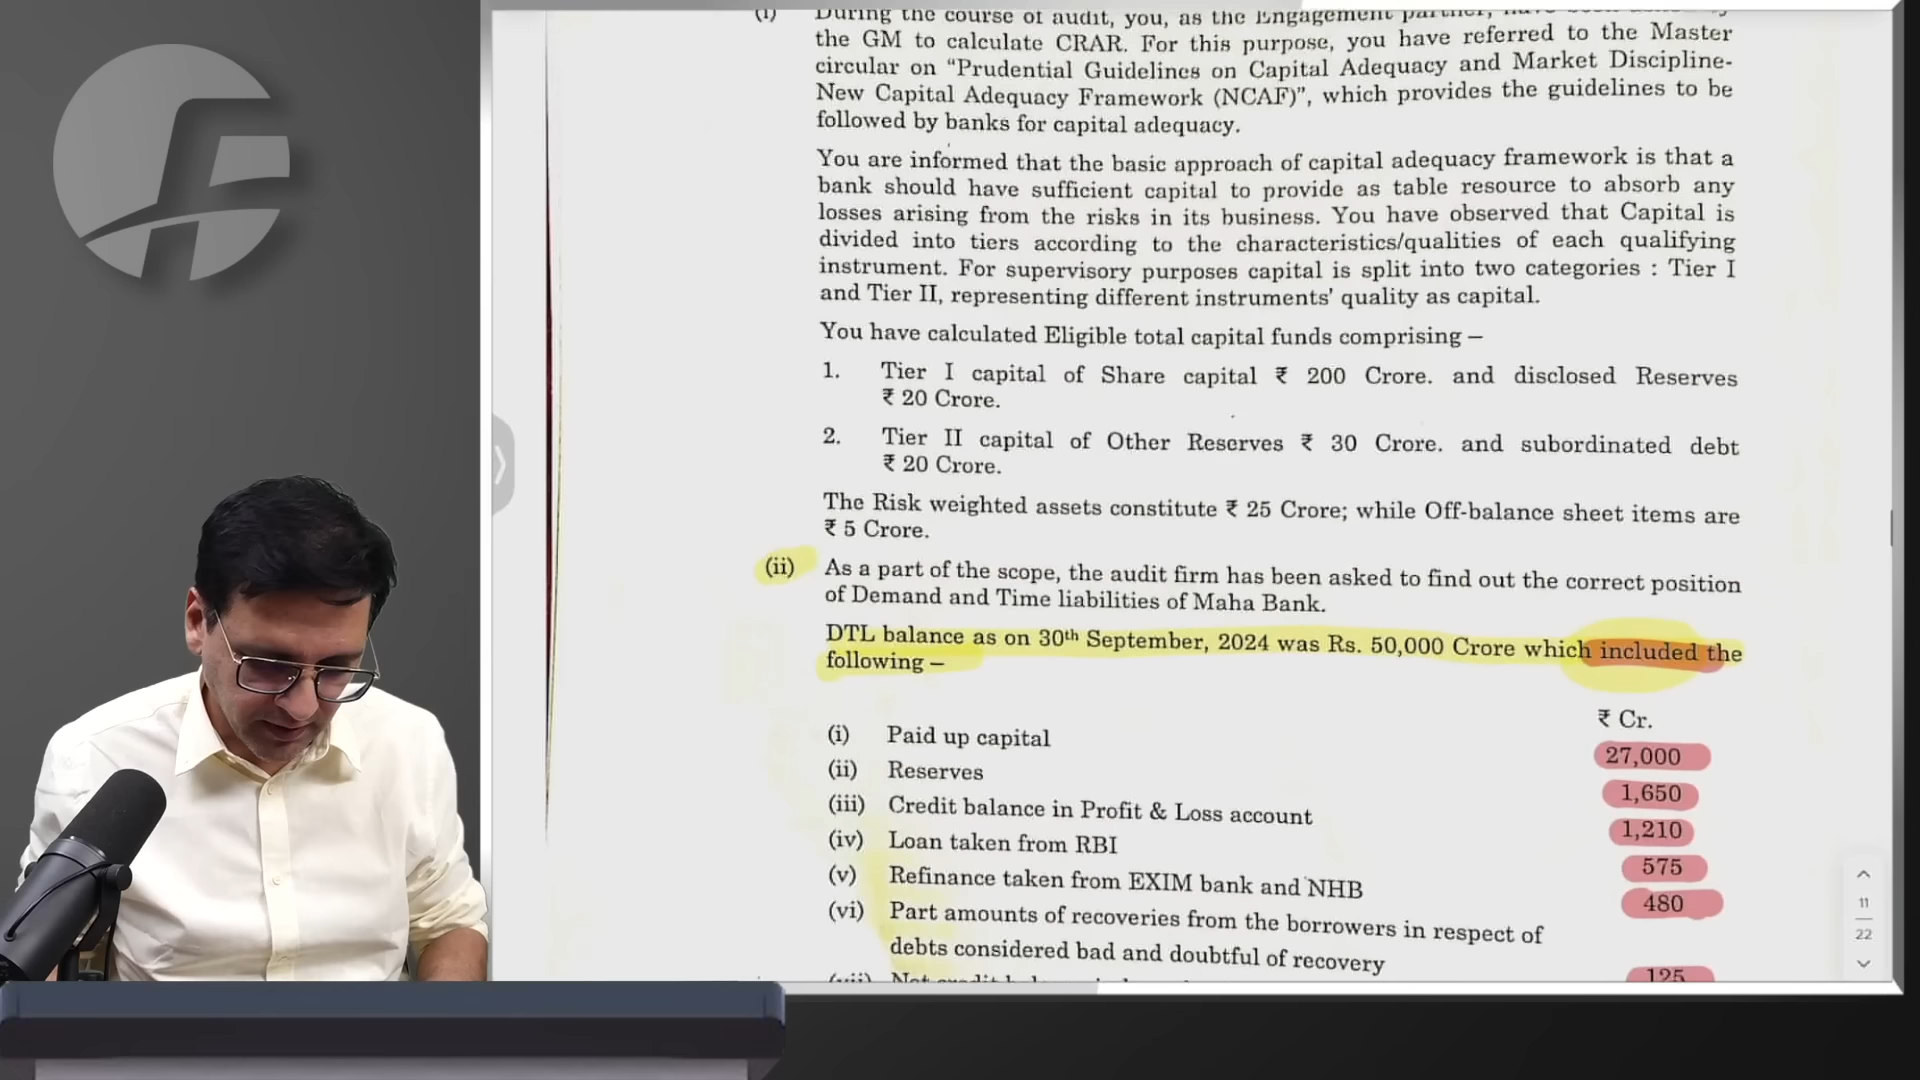 (i) During the course of audit, you, as the Engagement partner,
the GM to calculate CRAR. For this purpose, you have referred to the Master
circular on “Prudential Guidelines on Capital Adequacy and Market Discipline-
New Capital Adequacy Framework (NCAF)”, which provides the guidelines to be
followed by banks for capital adequacy.
You are informed that the basic approach of capital adequacy framework is that a
bank should have sufficient capital to provide as table resource to absorb any
losses arising from the risks in its business. You have observed that Capital is
divided into tiers according to the characteristics/qualities of each qualifying
instrument. For supervisory purposes capital is split into two categories : Tier I
and Tier II, representing different instruments' quality as capital.
You have calculated Eligible total capital funds comprising –
1. Tier I capital of Share capital ₹ 200 Crore. and disclosed Reserves
₹ 20 Crore.
2. Tier II capital of Other Reserves ₹ 30 Crore. and subordinated debt
₹ 20 Crore.
The Risk weighted assets constitute ₹ 25 Crore; while Off-balance sheet items are
₹ 5 Crore.
(ii) As a part of the scope, the audit firm has been asked to find out the correct position
of Demand and Time liabilities of Maha Bank.
DTL balance as on 30th September, 2024 was Rs. 50,000 Crore which included the
following –
₹ Cr.
(i) Paid up capital 27,000
(ii) Reserves 1,650
(iii) Credit balance in Profit & Loss account 1,210
(iv) Loan taken from RBI 575
(v) Refinance taken from EXIM bank and NHB 480
(vi) Part amounts of recoveries from the borrowers in respect of
debts considered bad and doubtful of recovery 125
11
22